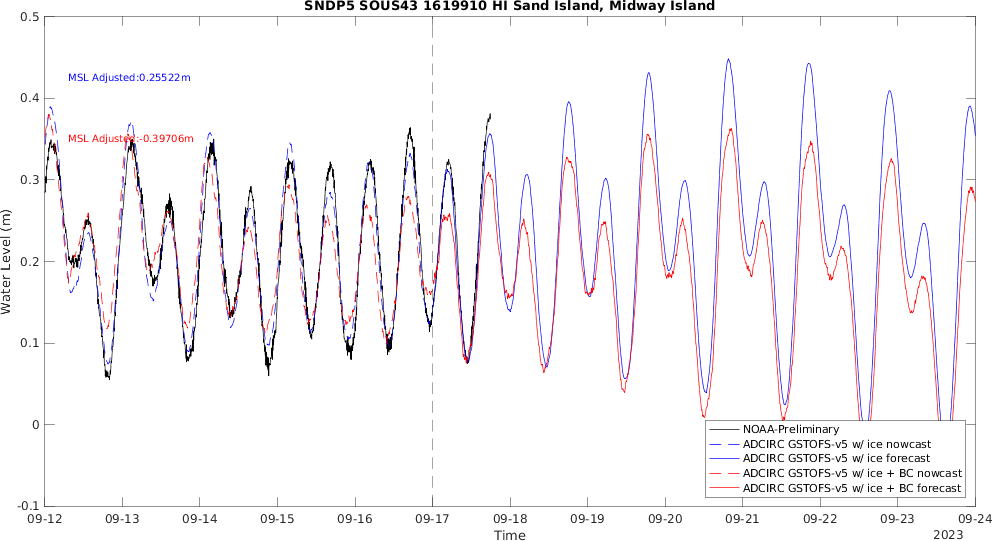 SNDP5 SOUS43 1619910 HI Sand Island, Midway Island
0.5
MSL Adjusted:0.25522m
0.4
MSL Adjusted:-0.39706m
0.3
Water Level (m)
0.2
0.1
0
-0.1
NOAA-Preliminary
ADCIRC GSTOFS-v5 w/ ice nowcast
ADCIRC GSTOFS-v5 w/ ice forecast
ADCIRC GSTOFS-v5 w/ ice + BC nowcast
ADCIRC GSTOFS-v5 w/ ice + BC forecast
09-12 09-13 09-14 09-15 09-16 09-17 09-18 09-19 09-20 09-21 09-22 09-23 09-24
Time
2023